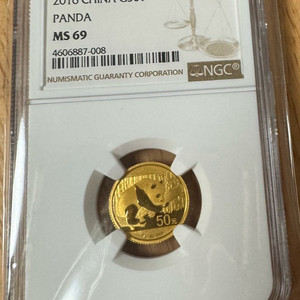 2016 CHINA G50Y
PANDA
MS 69
4606887-008
NUMISMATIC GUARANTY CORPORATION
NGC®
50元